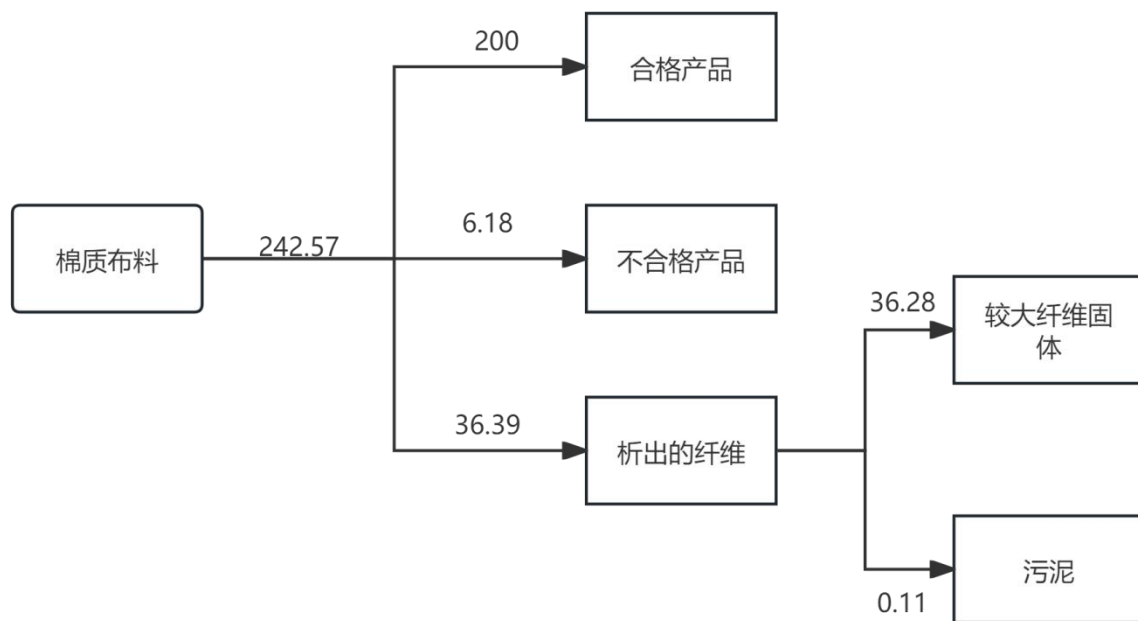 200
合格产品
棉质布料
242.57
6.18
不合格产品
36.28
较大纤维固
体
36.39
析出的纤维
0.11
污泥